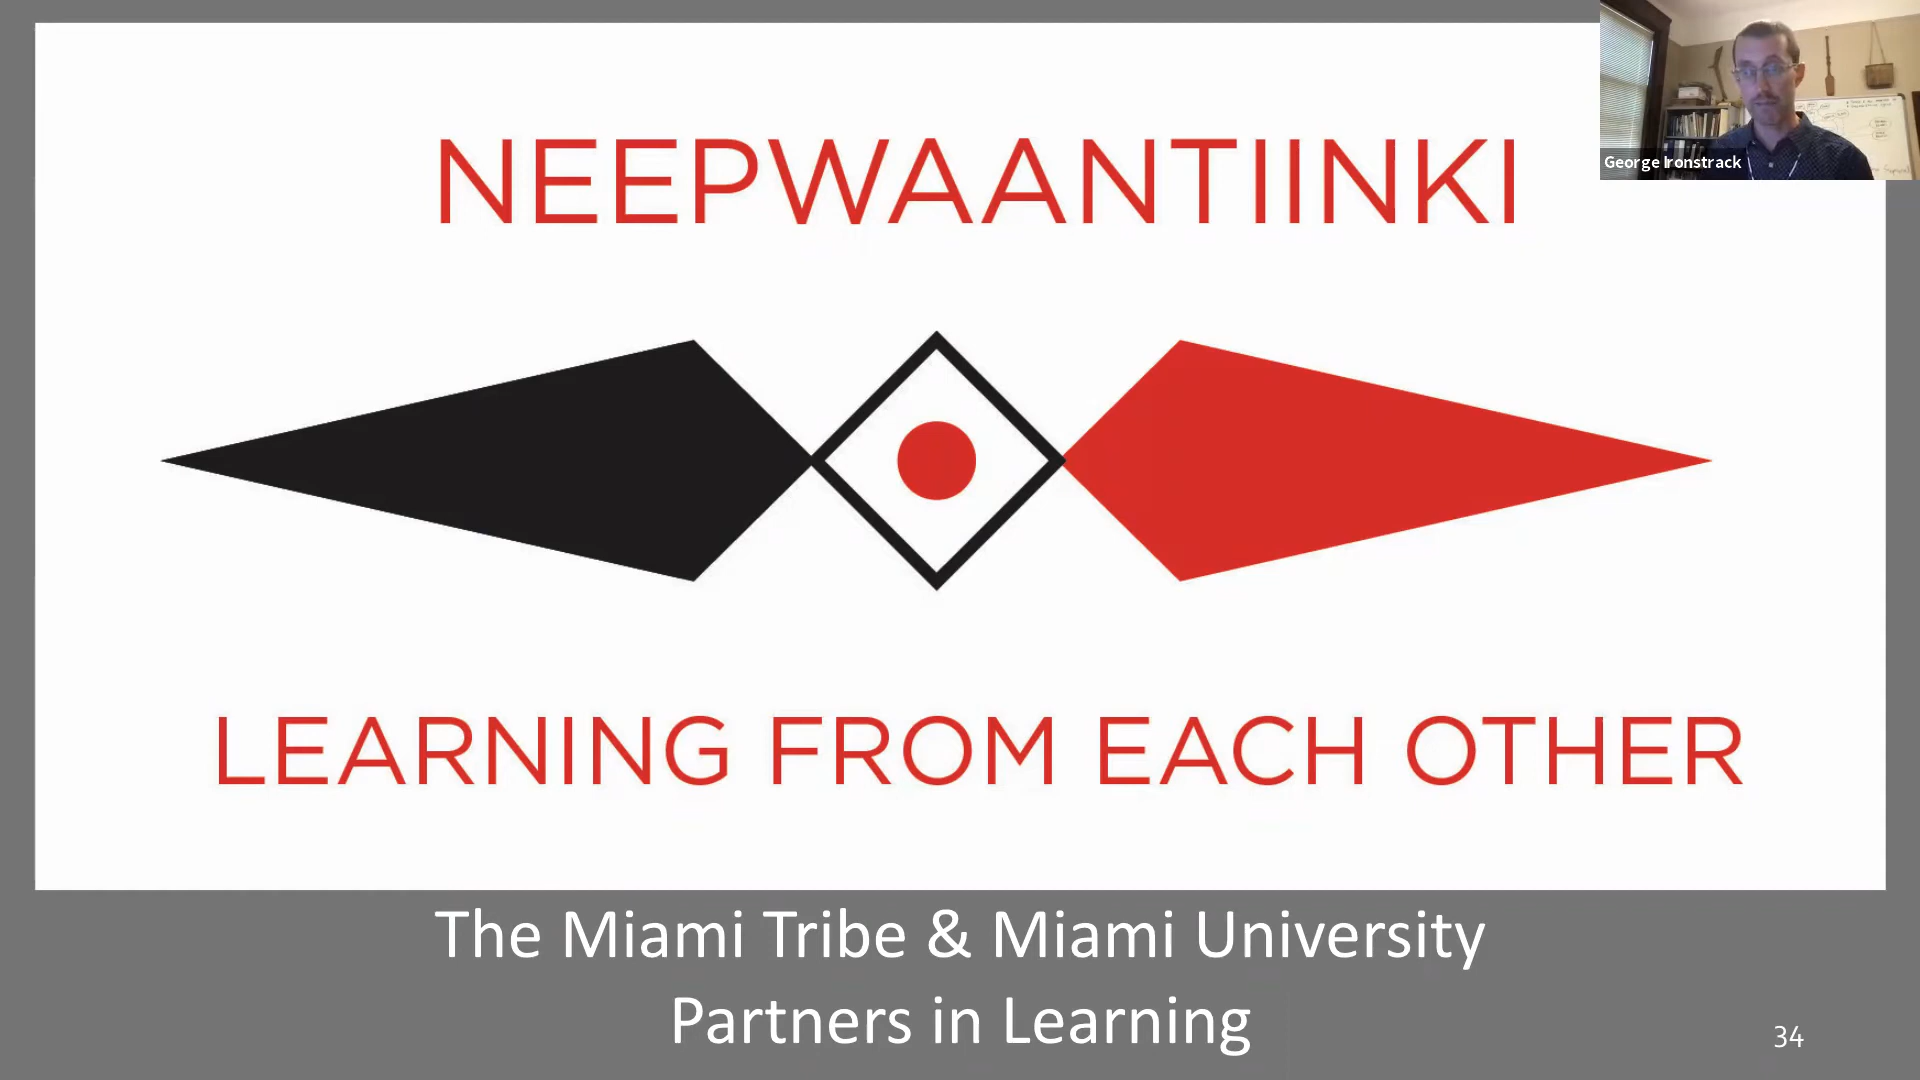 NEEPWAANTIINKI
George Ironstrack
LEARNING FROM EACH OTHER
The Miami Tribe & Miami University
Partners in Learning
34